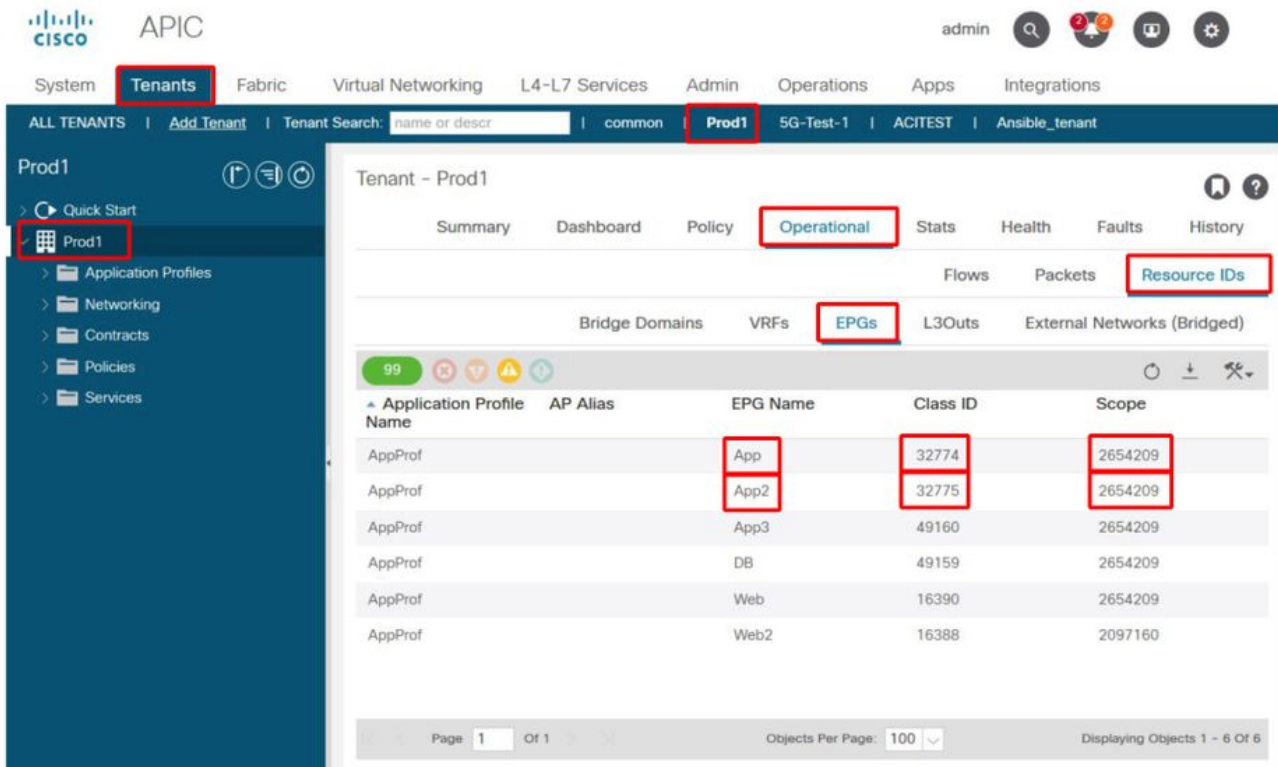 CISCO APIC admin 2 2
System Tenants Fabric Virtual Networking L4-L7 Services Admin Operations Apps Integrations
ALL TENANTS | Add Tenant | Tenant Search: name or descr | common | Prod1 5G-Test-1 | ACITEST | Ansible_tenant
Prod1
Quick Start
Prod1
Application Profiles
Networking
Contracts
Policies
Services
Tenant - Prod1
Summary Dashboard Policy Operational Stats Health Faults History
Flows Packets Resource IDs
Bridge Domains VRFs EPGs L3Outs External Networks (Bridged)
99
Application Profile Name AP Alias EPG Name Class ID Scope
AppProf App 32774 2654209
AppProf App2 32775 2654209
AppProf App3 49160 2654209
AppProf DB 49159 2654209
AppProf Web 16390 2654209
AppProf Web2 16388 2097160
Page 1 Of 1 Objects Per Page: 100 Displaying Objects 1 - 6 Of 6